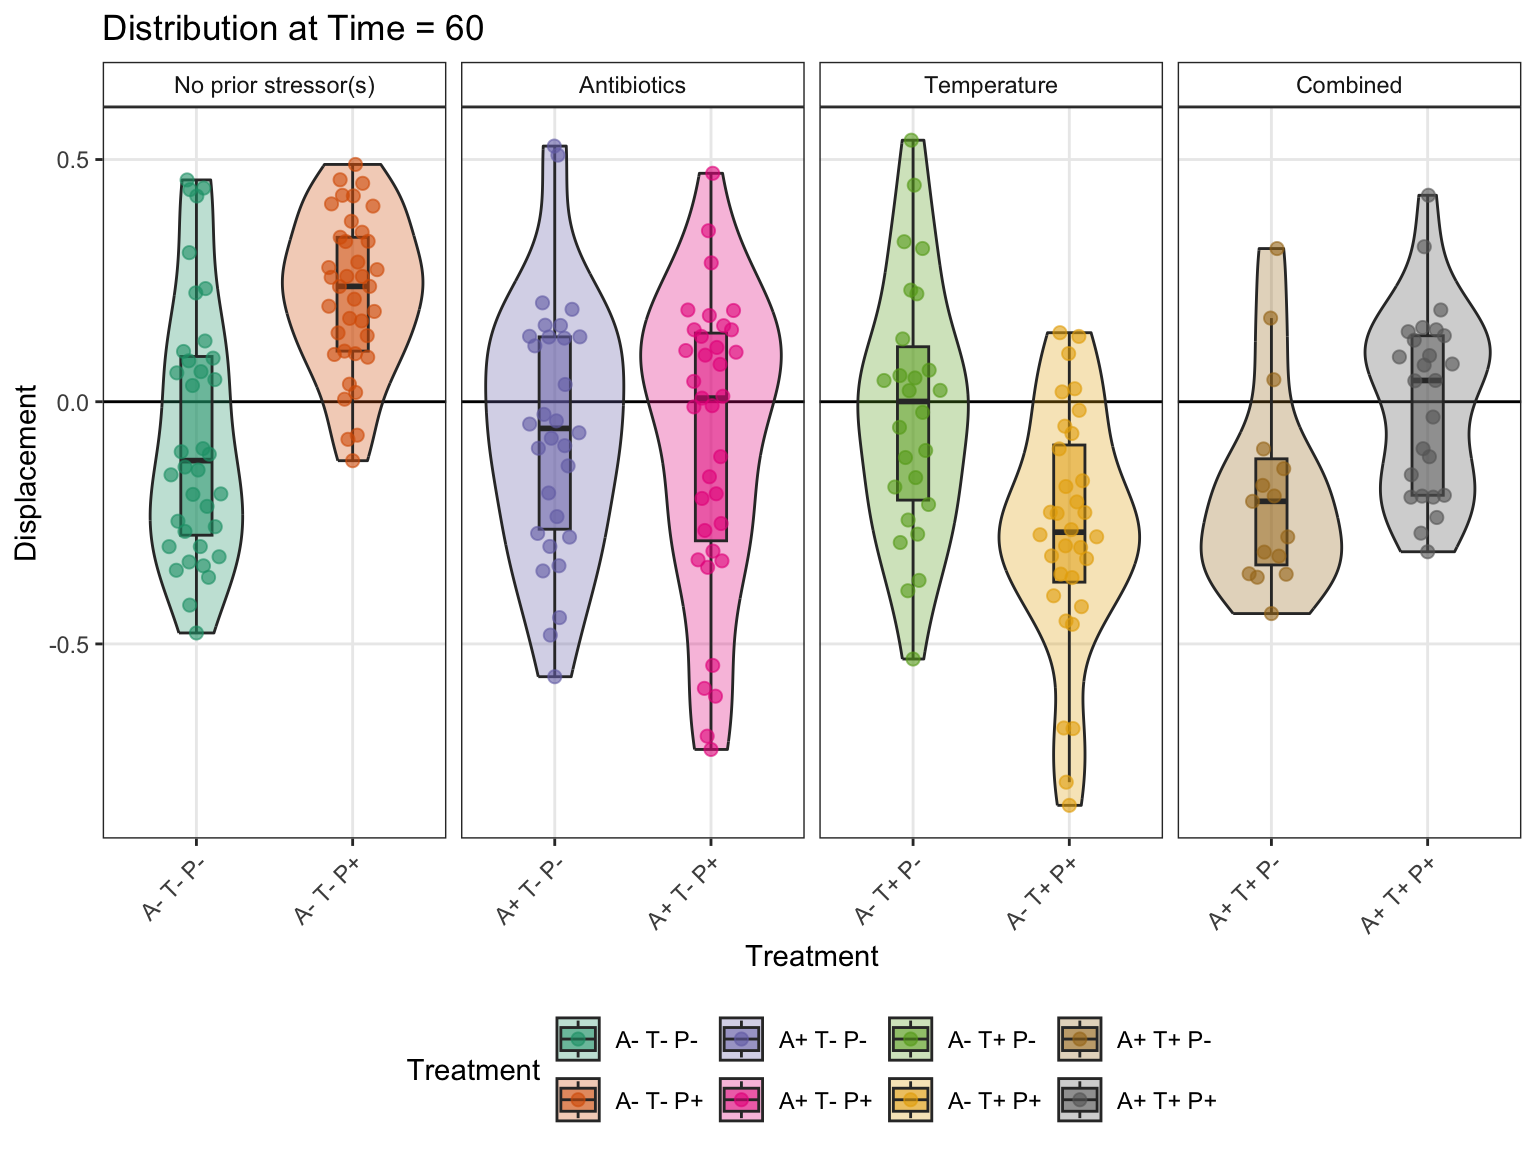 Distribution at Time = 60
No prior stressor(s) Antibiotics Temperature Combined
0.5
0.0
-0.5
Displacement
A- T- P- A- T- P+ A+ T- P- A+ T- P+ A- T+ P- A- T+ P+ A+ T+ P- A+ T+ P+
Treatment
Treatment
A- T- P- A+ T- P- A- T+ P- A+ T+ P-
A- T- P+ A+ T- P+ A- T+ P+ A+ T+ P+